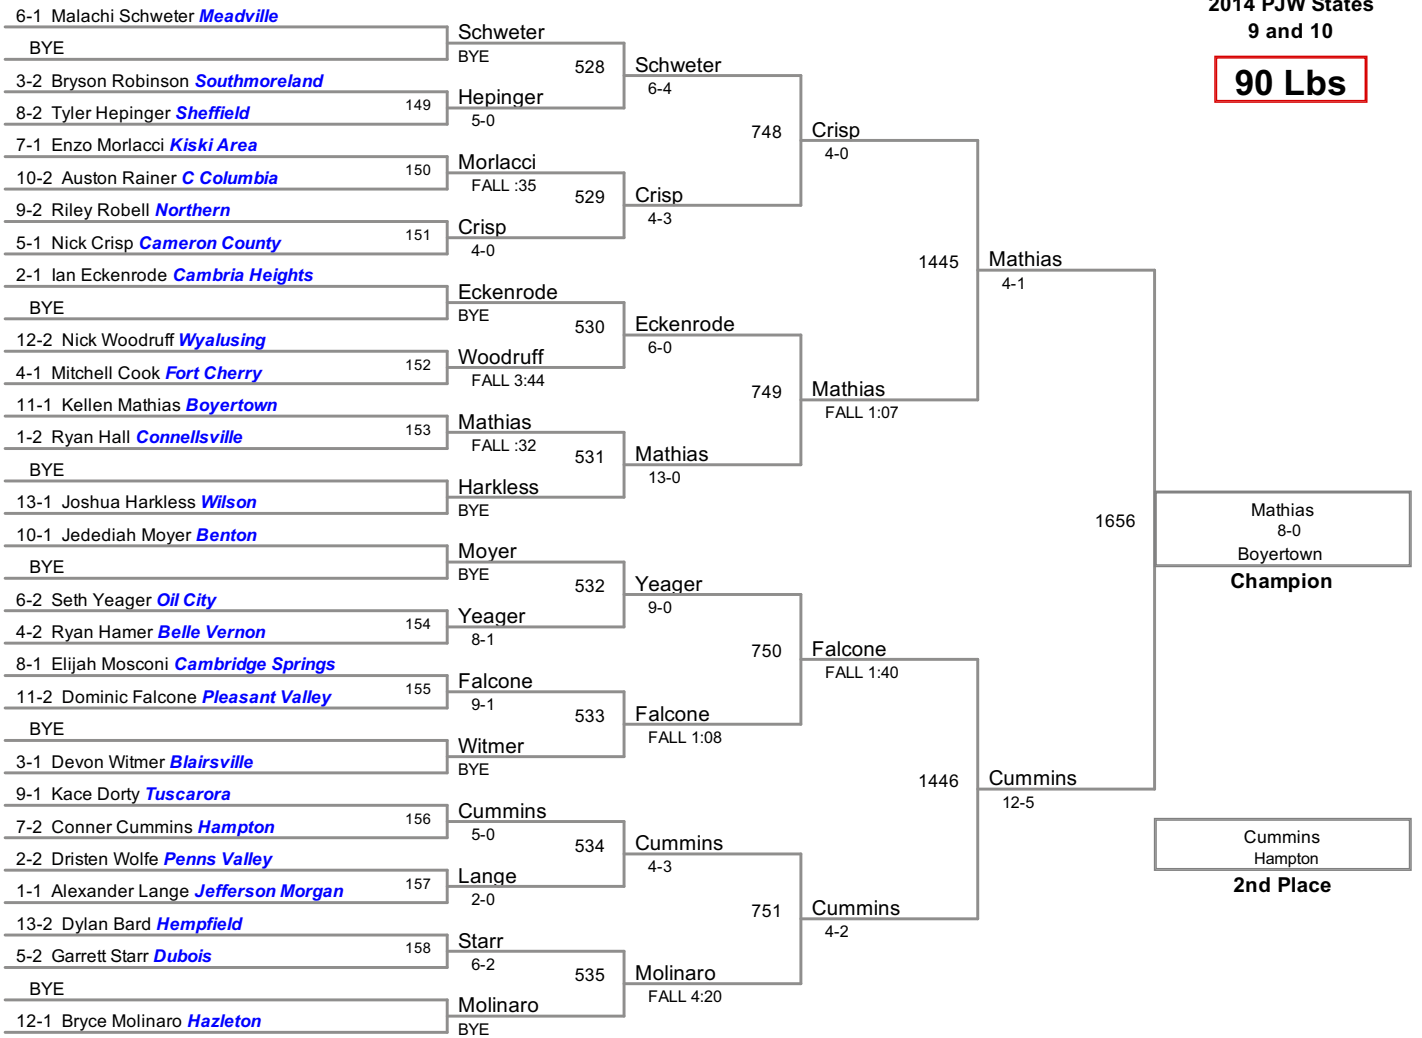 2014 PJW States
9 and 10
90 Lbs
6-1 Malachi Schweter Meadville
BYE
3-2 Bryson Robinson Southmoreland
8-2 Tyler Hepinger Sheffield
7-1 Enzo Morlacci Kiski Area
10-2 Auston Rainer C Columbia
9-2 Riley Robell Northern
5-1 Nick Crisp Cameron County
2-1 Ian Eckenrode Cambria Heights
BYE
12-2 Nick Woodruff Wyalusing
4-1 Mitchell Cook Fort Cherry
11-1 Kellen Mathias Boyertown
1-2 Ryan Hall Connellsville
BYE
13-1 Joshua Harkless Wilson
10-1 Jedediah Moyer Benton
BYE
6-2 Seth Yeager Oil City
4-2 Ryan Hamer Belle Vernon
8-1 Elijah Mosconi Cambridge Springs
11-2 Dominic Falcone Pleasant Valley
BYE
3-1 Devon Witmer Blairsville
9-1 Kace Dorty Tuscarora
7-2 Conner Cummins Hampton
2-2 Dristen Wolfe Penns Valley
1-1 Alexander Lange Jefferson Morgan
13-2 Dylan Bard Hempfield
5-2 Garrett Starr Dubois
BYE
12-1 Bryce Molinaro Hazleton
149
150
151
152
153
154
155
156
157
158
Schweter
BYE
Hepinger
5-0
Morlacci
FALL :35
Crisp
4-0
Eckenrode
BYE
Woodruff
FALL 3:44
Mathias
FALL :32
Harkless
BYE
Moyer
BYE
Yeager
8-1
Falcone
9-1
Witmer
BYE
Cummins
5-0
Lange
2-0
Starr
6-2
Molinaro
BYE
528
529
530
531
532
533
534
535
Schweter
6-4
Crisp
4-3
Eckenrode
6-0
Mathias
13-0
Yeager
9-0
Falcone
FALL 1:08
Cummins
4-3
Molinaro
FALL 4:20
748
749
750
751
Crisp
4-0
Mathias
FALL 1:07
Falcone
FALL 1:40
Cummins
4-2
1445
1446
Mathias
4-1
Cummins
12-5
1656
Mathias
8-0
Boyertown
Champion
Cummins
Hampton
2nd Place